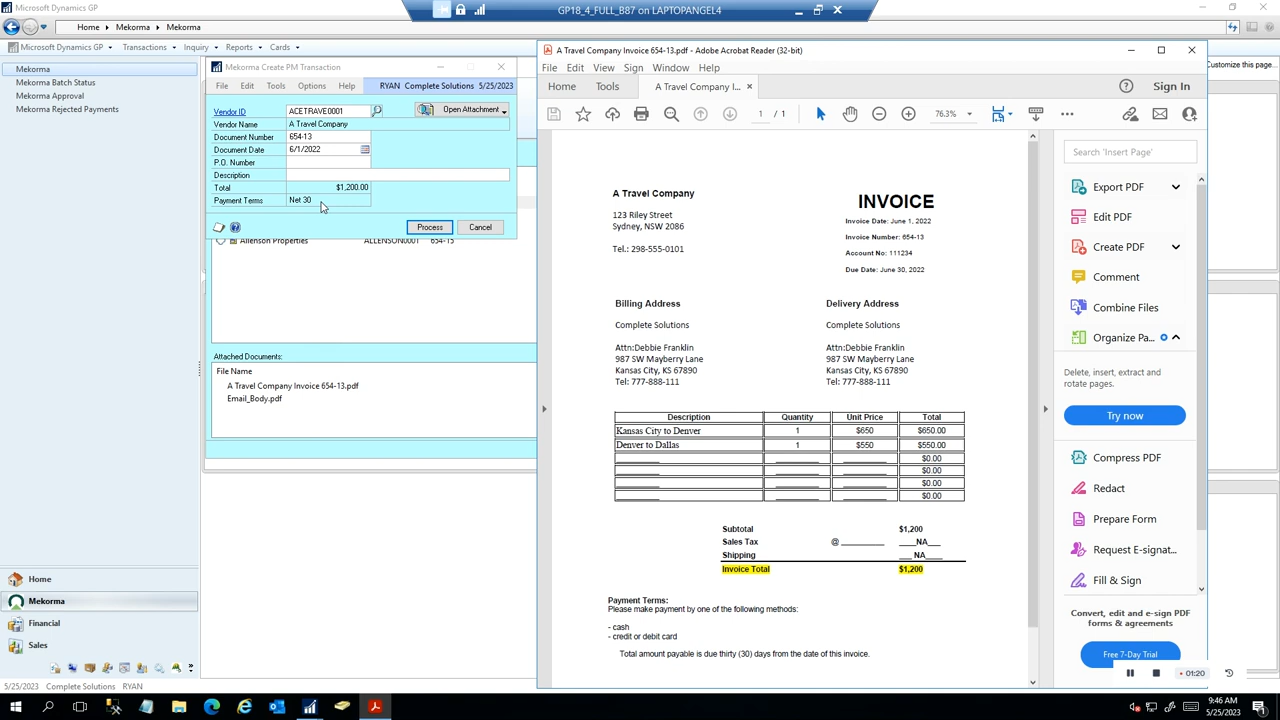 GP18_4_FULL_B87 on LAPTOPANGEL4
Microsoft Dynamics GP
Home
Mekorma
Mekorma
Microsoft Dynamics GP
Transactions
Inquiry
Reports
Cards
Customize this page...
Mekorma
Mekorma Batch Status
Mekorma Approval
Mekorma Rejected Payments
Mekorma Create PM Transaction
File Edit Tools Options Help
RYAN Complete Solutions 5/25/2023
Vendor ID ACETRAVE0001
Open Attachment
Vendor Name A Travel Company
Document Number 654-13
Document Date 6/1/2022
P.O. Number
Description
Total $1,200.00
Payment Terms Net 30
Process Cancel
Allenson Properties ALLENSON0001 654-13
Attached Documents:
File Name
A Travel Company Invoice 654-13.pdf
Email_Body.pdf
Home
Mekorma
Financial
Sales
5/25/2023 Complete Solutions RYAN
A Travel Company Invoice 654-13.pdf - Adobe Acrobat Reader (32-bit)
File Edit View Sign Window Help
Home Tools A Travel Company I... Sign In
1 / 1 76.3%
A Travel Company
123 Riley Street
Sydney, NSW 2086
Tel.: 298-555-0101
INVOICE
Invoice Date: June 1, 2022
Invoice Number: 654-13
Account No: 111234
Due Date: June 30, 2022
Billing Address
Complete Solutions
Attn:Debbie Franklin
987 SW Mayberry Lane
Kansas City, KS 67890
Tel: 777-888-111
Delivery Address
Complete Solutions
Attn:Debbie Franklin
987 SW Mayberry Lane
Kansas City, KS 67890
Tel: 777-888-111
Description Quantity Unit Price Total
Kansas City to Denver 1 $650 $650.00
Denver to Dallas 1 $550 $550.00
$0.00
$0.00
$0.00
$0.00
Subtotal $1,200
Sales Tax @ ________ ____NA___
Shipping ___ NA____
Invoice Total $1,200
Payment Terms:
Please make payment by one of the following methods:
- cash
- credit or debit card
Total amount payable is due thirty (30) days from the date of this invoice.
Search 'Insert Page'
Export PDF
Edit PDF
Create PDF
Comment
Combine Files
Organize Pa...
Delete, insert, extract and
rotate pages.
Try now
Compress PDF
Redact
Prepare Form
Request E-signat...
Fill & Sign
Convert, edit and e-sign PDF
forms & agreements
Free 7-Day Trial
01:20
9:46 AM
5/25/2023